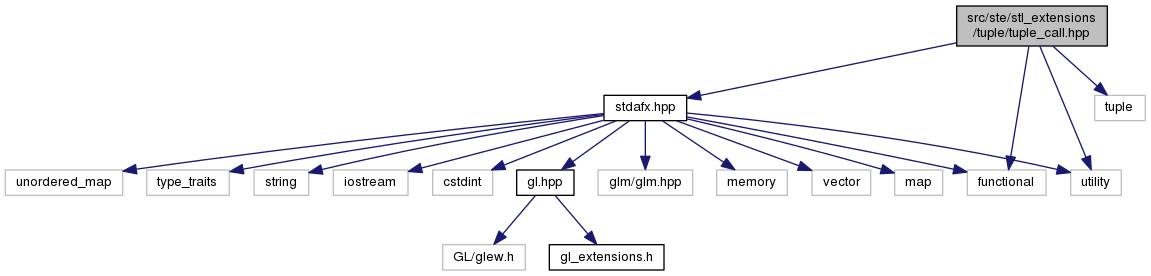 src/ste/stl_extensions
/tuple/tuple_call.hpp
stdafx.hpp
tuple
unordered_map
type_traits
string
iostream
cstdint
gl.hpp
glm/glm.hpp
memory
vector
map
functional
utility
GL/glew.h
gl_extensions.h